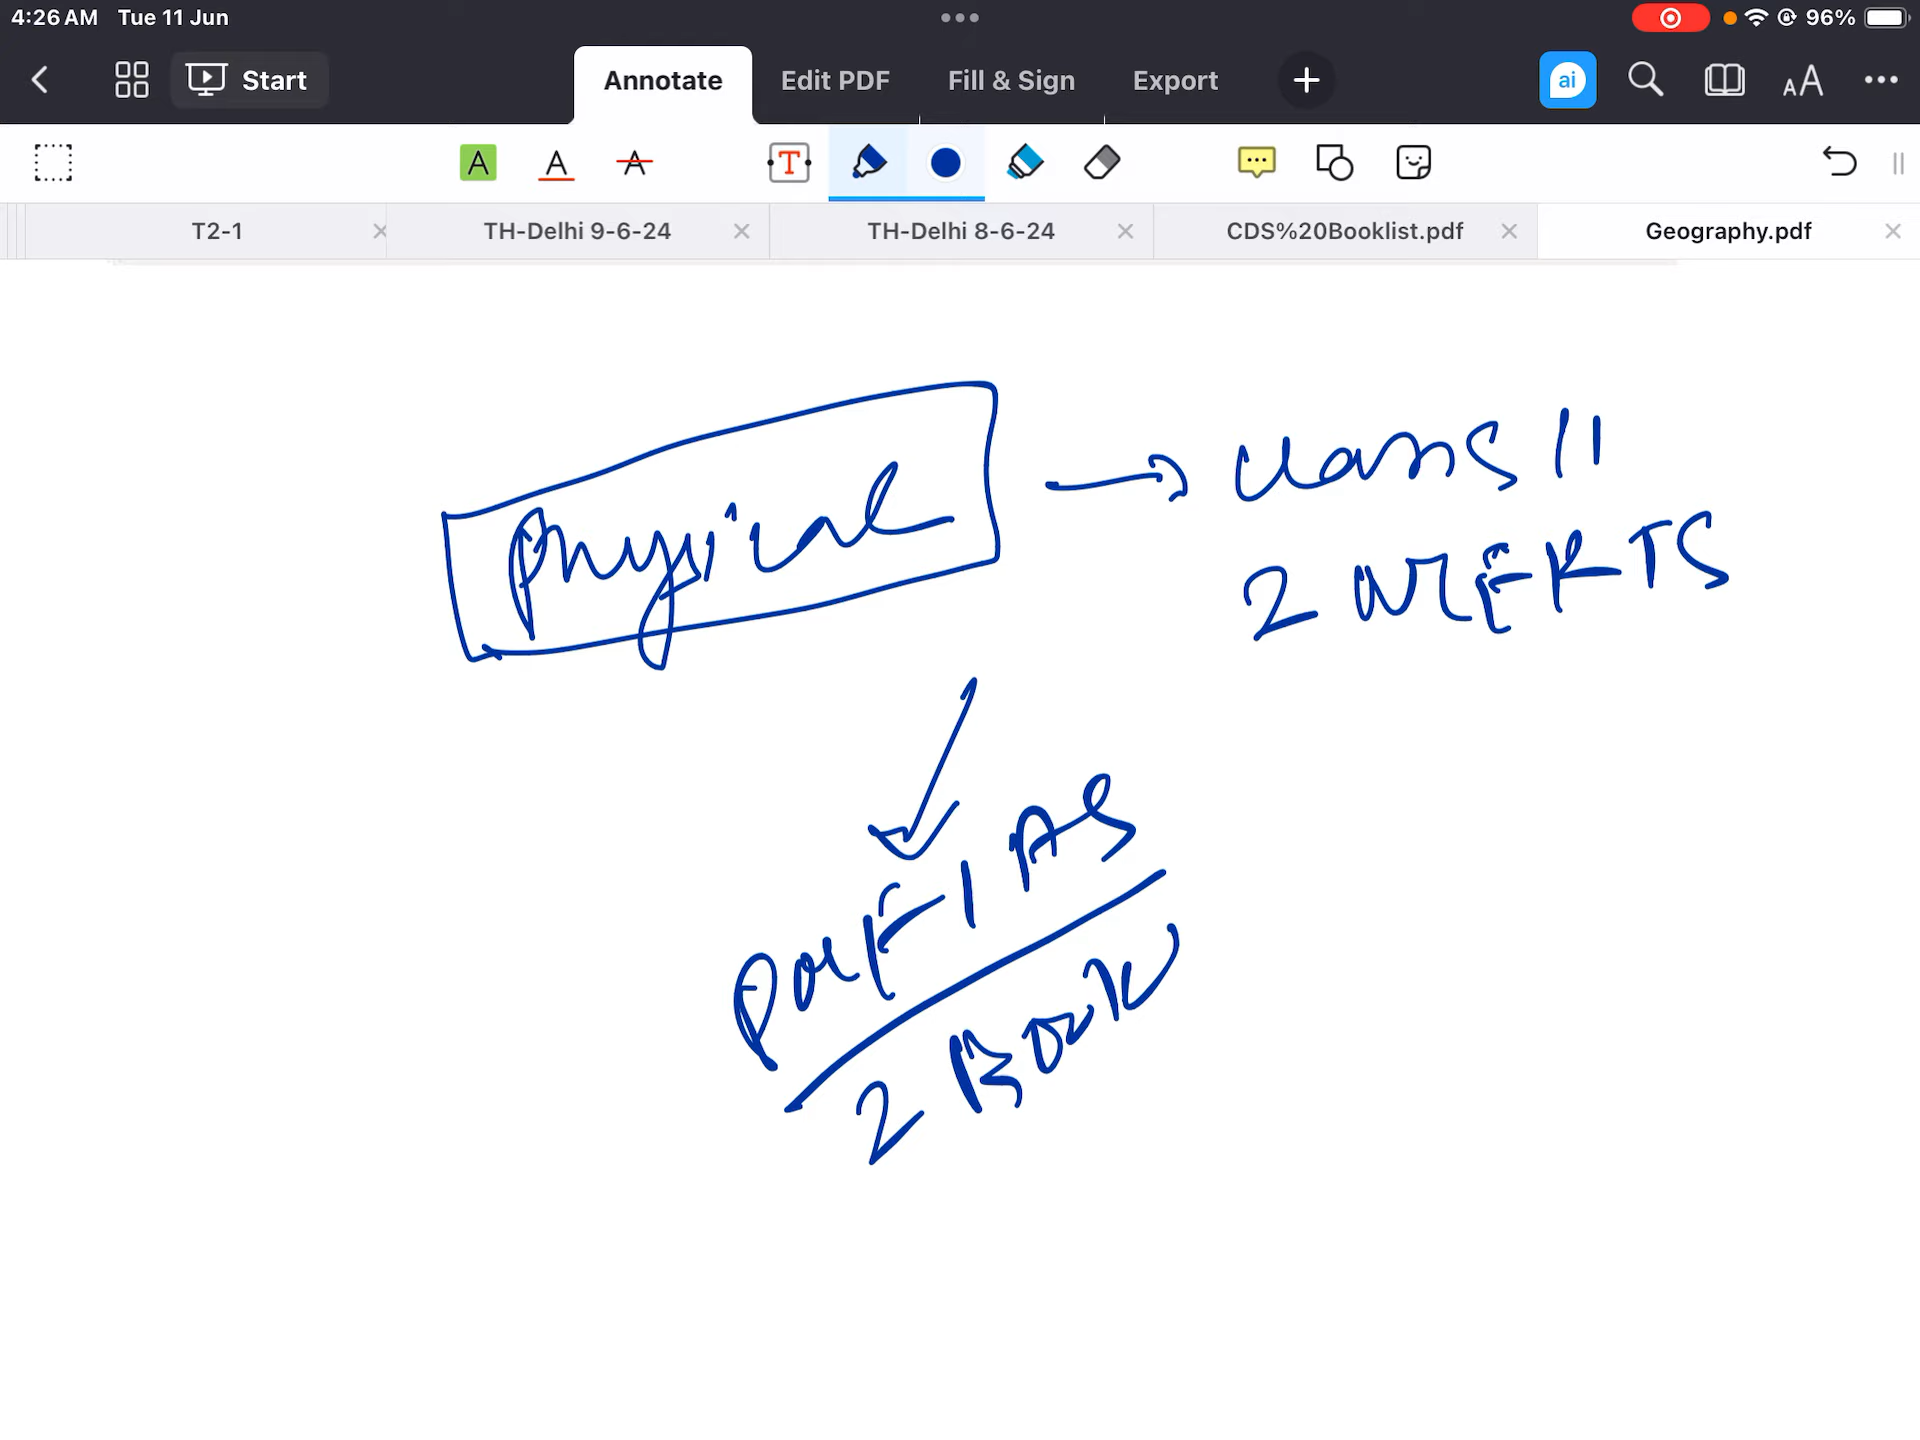 4:26 AM Tue 11 Jun 96%
Start Annotate Edit PDF Fill & Sign Export ai AA
A A A T
T2-1 TH-Delhi 9-6-24 TH-Delhi 8-6-24 CDS%20Booklist.pdf Geography.pdf
Physical
Class 11
2 NCERTS
IAS
2 Book